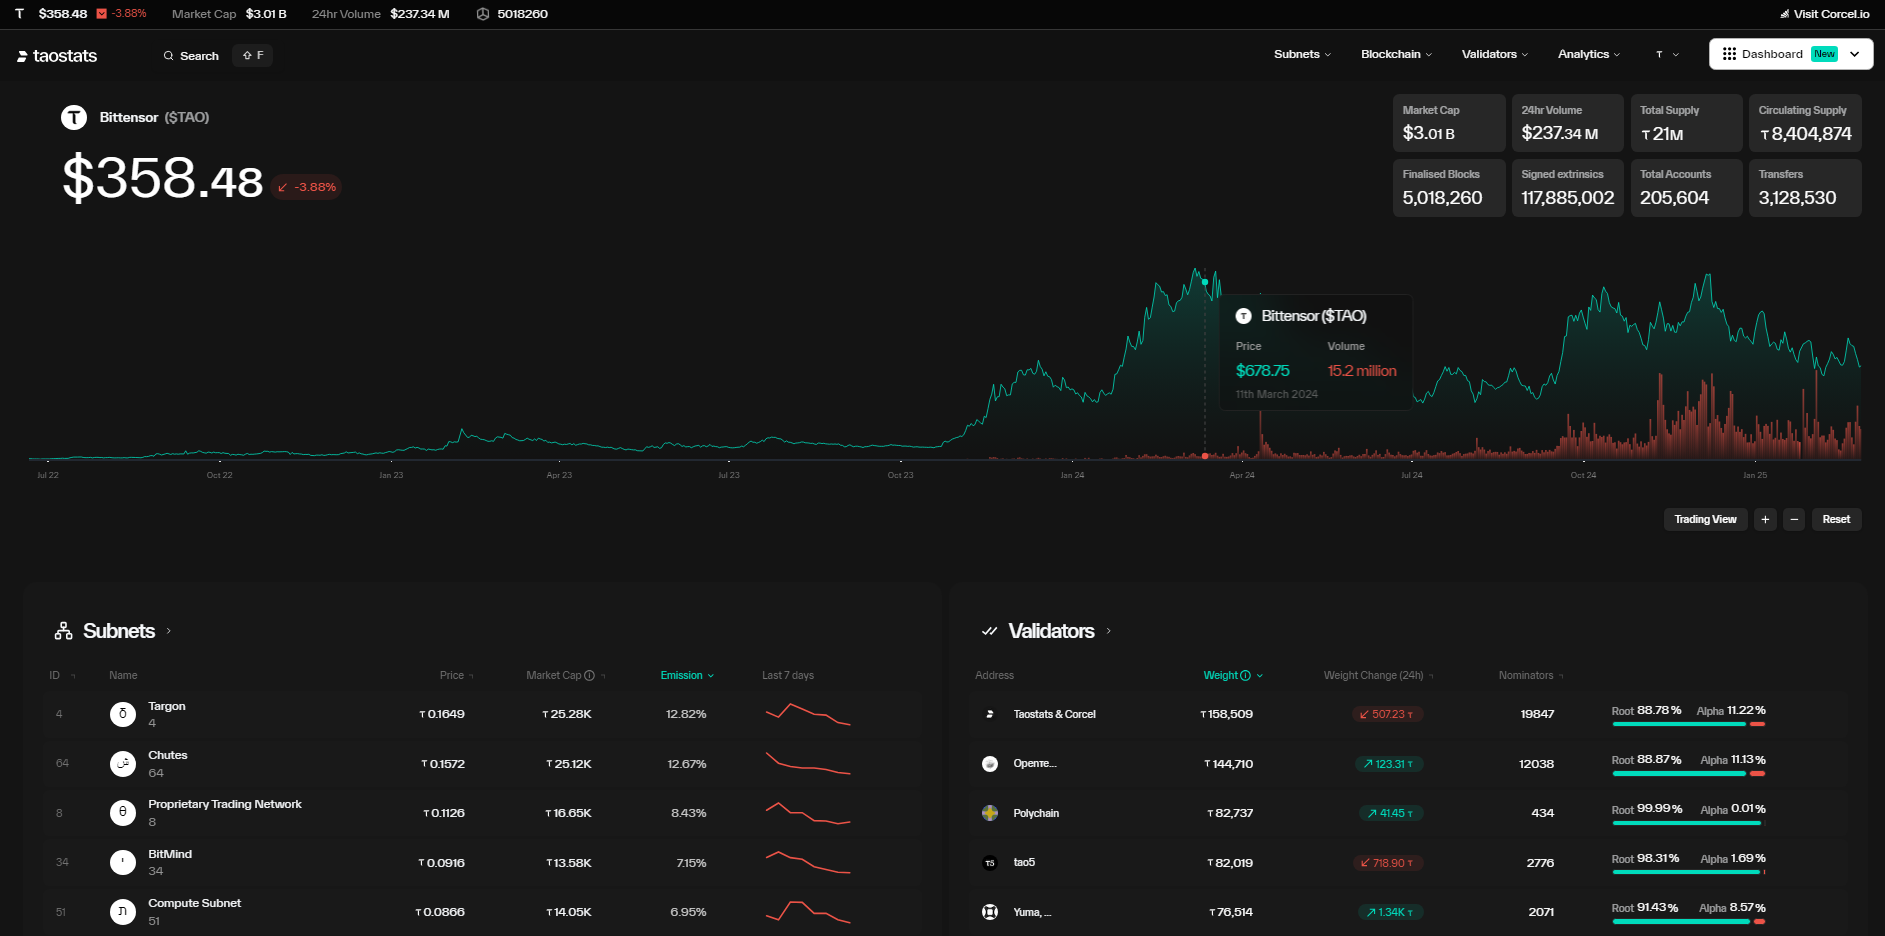 $358.48 -3.88% Market Cap $3.01 B 24hr Volume $237.34 M 5018260 Visit Corcel.io
taostats Search F Subnets Blockchain Validators Analytics T Dashboard New
Bittensor ($TAO)
$358.48 -3.88%
Market Cap 24hr Volume Total Supply Circulating Supply
$3.01 B $237.34 M T 21M T 8,404,874
Finalised Blocks Signed extrinsics Total Accounts Transfers
5,018,260 117,885,002 205,604 3,128,530
Bittensor ($TAO)
Price Volume
$678.75 15.2 million
11th March 2024
Jul 22 Oct 22 Jan 23 Apr 23 Jul 23 Oct 23 Jan 24 Apr 24 Jul 24 Oct 24 Jan 25
Trading View + − Reset
Subnets
ID Name Price Market Cap Emission Last 7 days
4 δ Targon 4 T 0.1649 T 25.28K 12.82%
64 ش Chutes 64 T 0.1572 T 25.12K 12.67%
8 θ Proprietary Trading Network 8 T 0.1126 T 16.65K 8.43%
34 BitMind 34 T 0.0916 T 13.58K 7.15%
51 ת Compute Subnet 51 T 0.0866 T 14.05K 6.95%
Validators
Address Weight Weight Change (24h) Nominators
Taostats & Corcel T 158,509 507.23 T 19847 Root 88.78% Alpha 11.22%
Openτe... T 144,710 123.31 T 12038 Root 88.87% Alpha 11.13%
Polychain T 82,737 41.45 T 434 Root 99.99% Alpha 0.01%
tao5 T 82,019 718.90 T 2776 Root 98.31% Alpha 1.69%
Yuma, ... T 76,514 1.34K T 2071 Root 91.43% Alpha 8.57%